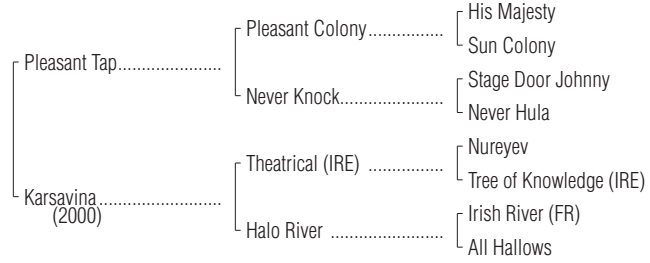 His Majesty
Pleasant Colony................
Sun Colony
Pleasant Tap......................
Stage Door Johnny
Never Knock......................
Never Hula
Nureyev
Theatrical (IRE) ................
Tree of Knowledge (IRE)
Karsavina..........................
(2000)
Irish River (FR)
Halo River ........................
All Hallows